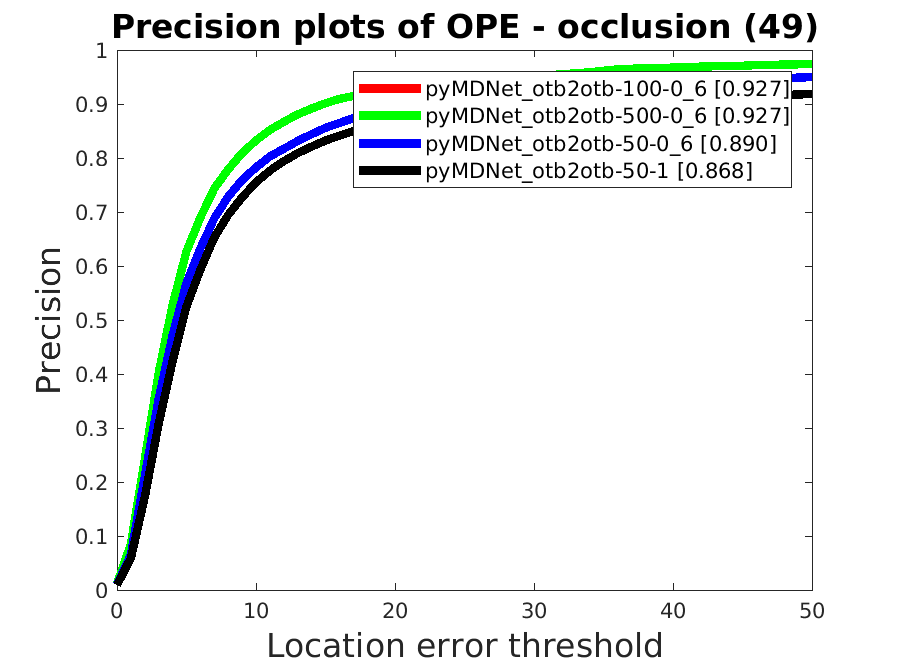 Precision plots of OPE - occlusion (49)
1
0.9
0.8
0.7
0.6
0.5
0.4
0.3
0.2
0.1
0
Precision
pyMDNet_otb2otb-100-0_6 [0.927]
pyMDNet_otb2otb-500-0_6 [0.927]
pyMDNet_otb2otb-50-0_6 [0.890]
pyMDNet_otb2otb-50-1 [0.868]
0 10 20 30 40 50
Location error threshold